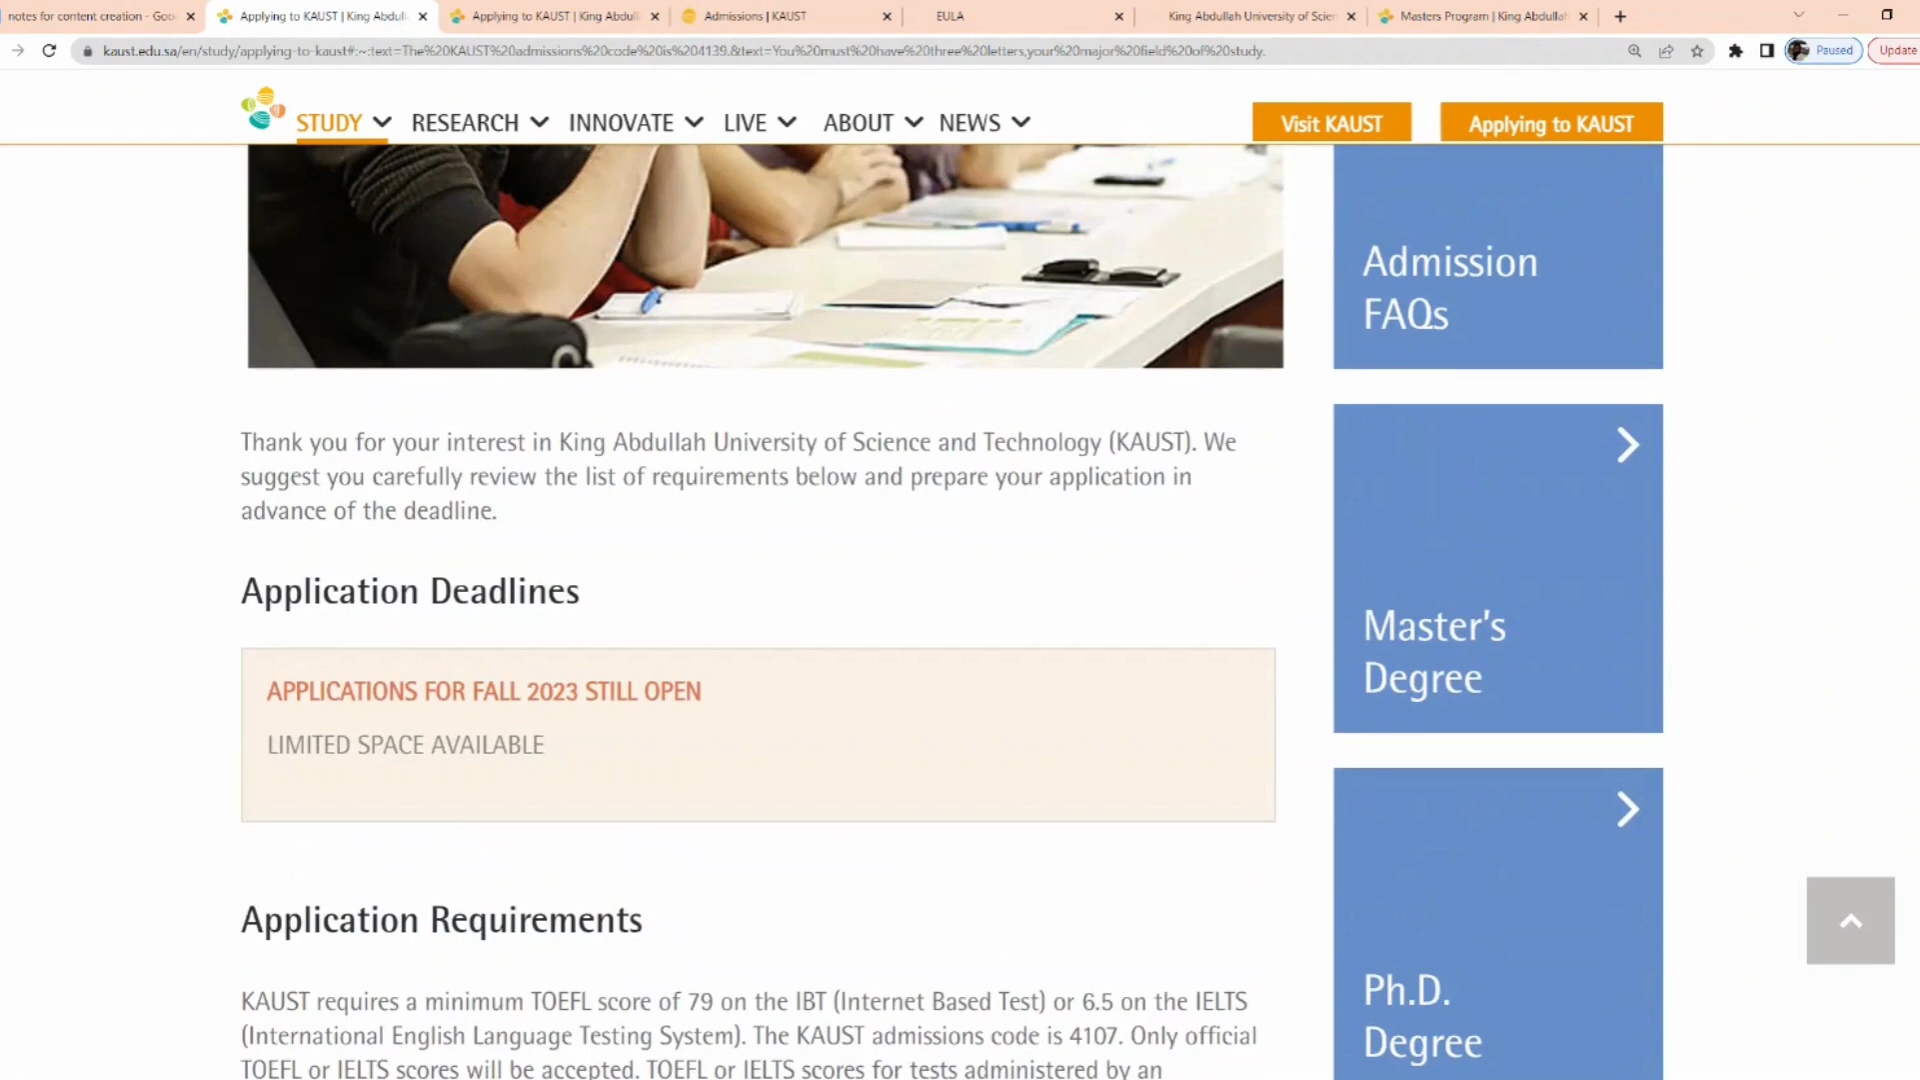 notes for content creation - Goo
Applying to KAUST | King Abdull
Applying to KAUST | King Abdul
Admissions | KAUST
EULA
King Abdullah University of Scien
Masters Program | King Abdullah
kaust.edu.sa/en/study/applying-to-kaust#:~:text=The%20KAUST%20admissions%20code%20is%204139.&text=You%20must%20have%20three%20letters,your%20major%20field%20of%20study.
Paused
Update
STUDY RESEARCH INNOVATE LIVE ABOUT NEWS
Visit KAUST
Applying to KAUST
Admission
FAQs
Thank you for your interest in King Abdullah University of Science and Technology (KAUST). We
suggest you carefully review the list of requirements below and prepare your application in
advance of the deadline.
Application Deadlines
APPLICATIONS FOR FALL 2023 STILL OPEN
LIMITED SPACE AVAILABLE
Master's
Degree
Application Requirements
KAUST requires a minimum TOEFL score of 79 on the IBT (Internet Based Test) or 6.5 on the IELTS
(International English Language Testing System). The KAUST admissions code is 4107. Only official
TOEFL or IELTS scores will be accepted. TOEFL or IELTS scores for tests administered by an
Ph.D.
Degree